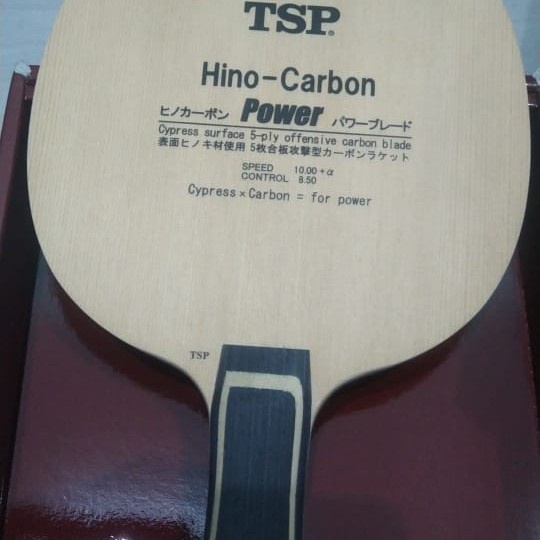 TSP.
Hino-Carbon
ヒノカーボン Power パワーブレード
Cypress surface 5-ply offensive carbon blade
表面ヒノキ材使用 5枚合板攻撃型カーボンラケット
SPEED 10.00 + α
CONTROL 8.50
Cypress × Carbon = for power
TSP